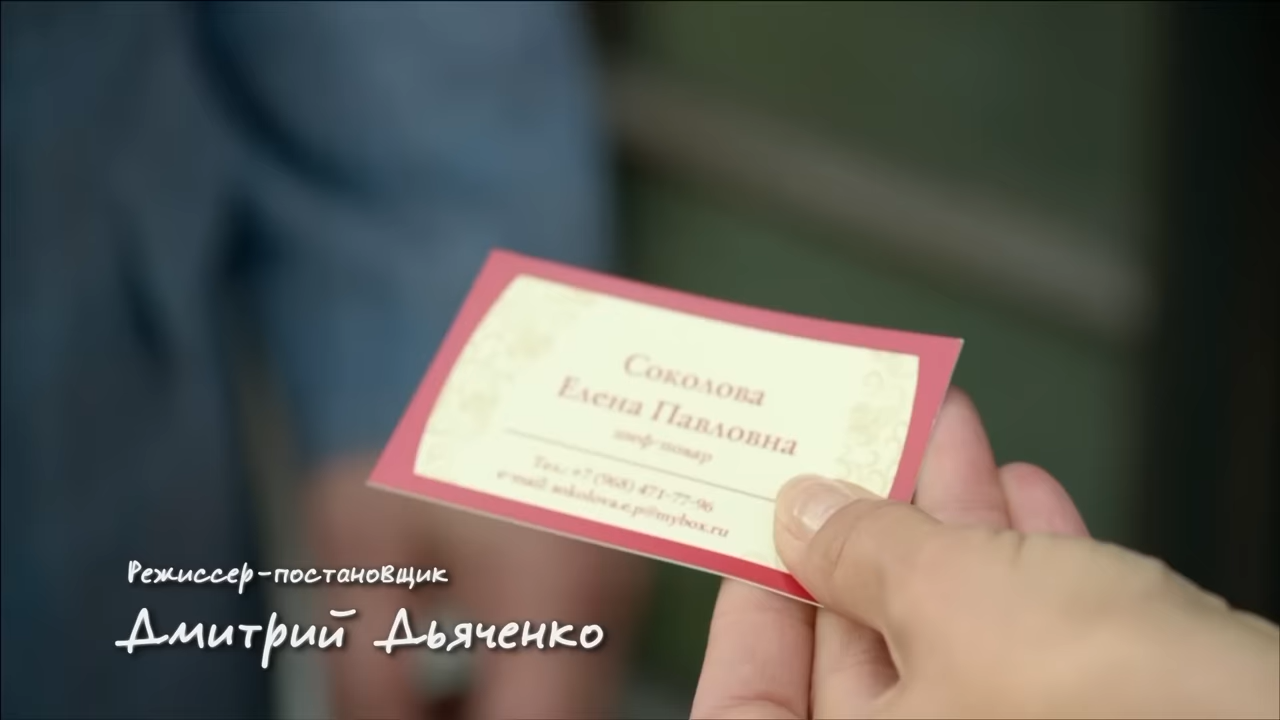 Соколова
Елена Павловна
шеф-повар
Тел.: +7 (968) 471-77-96
e-mail: sokolova.e.p@mybox.ru
Режиссер-постановщик
Дмитрий Дьяченко